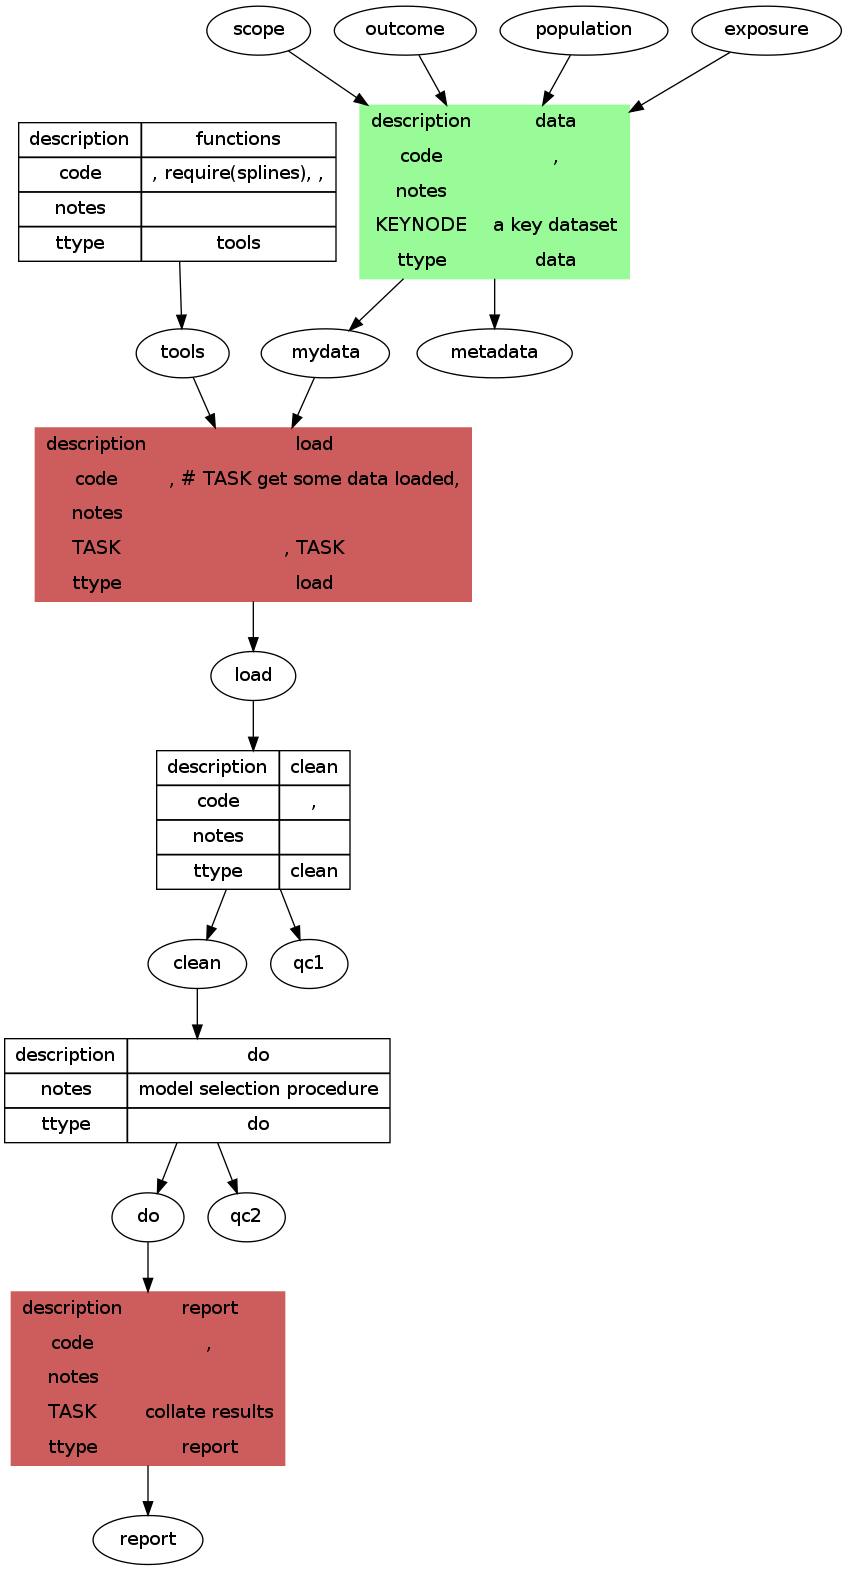 scope outcome population exposure
description functions
code , require(splines), ,
notes
ttype tools
description data
code ,
notes
KEYNODE a key dataset
ttype data
tools mydata metadata
description load
code , # TASK get some data loaded,
notes
TASK , TASK
ttype load
load
description clean
code ,
notes
ttype clean
clean qc1
description do
notes model selection procedure
ttype do
do qc2
description report
code ,
notes
TASK collate results
ttype report
report